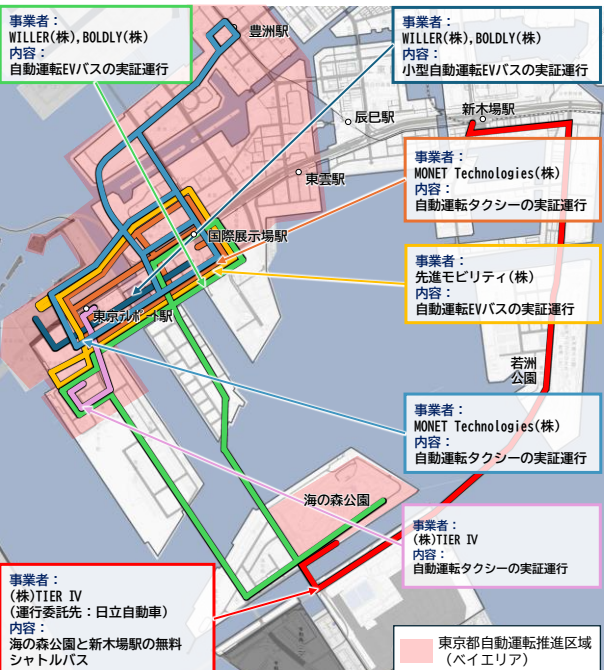 事業者：
WILLER(株),BOLDLY(株)
内容：
自動運転EVバスの実証運行
豊洲駅
事業者：
WILLER(株),BOLDLY(株)
内容：
小型自動運転EVバスの実証運行
辰巳駅
新木場駅
東雲駅
事業者：
MONET Technologies(株)
内容：
自動運転タクシーの実証運行
国際展示場駅
事業者：
先進モビリティ(株)
内容：
自動運転EVバスの実証運行
東京テレポート駅
若洲
公園
事業者：
MONET Technologies(株)
内容：
自動運転タクシーの実証運行
海の森公園
事業者：
(株)TIER IV
内容：
自動運転タクシーの実証運行
事業者：
(株)TIER IV
(運行委託先：日立自動車)
内容：
海の森公園と新木場駅の無料
シャトルバス
東京都自動運転推進区域
（ベイエリア）